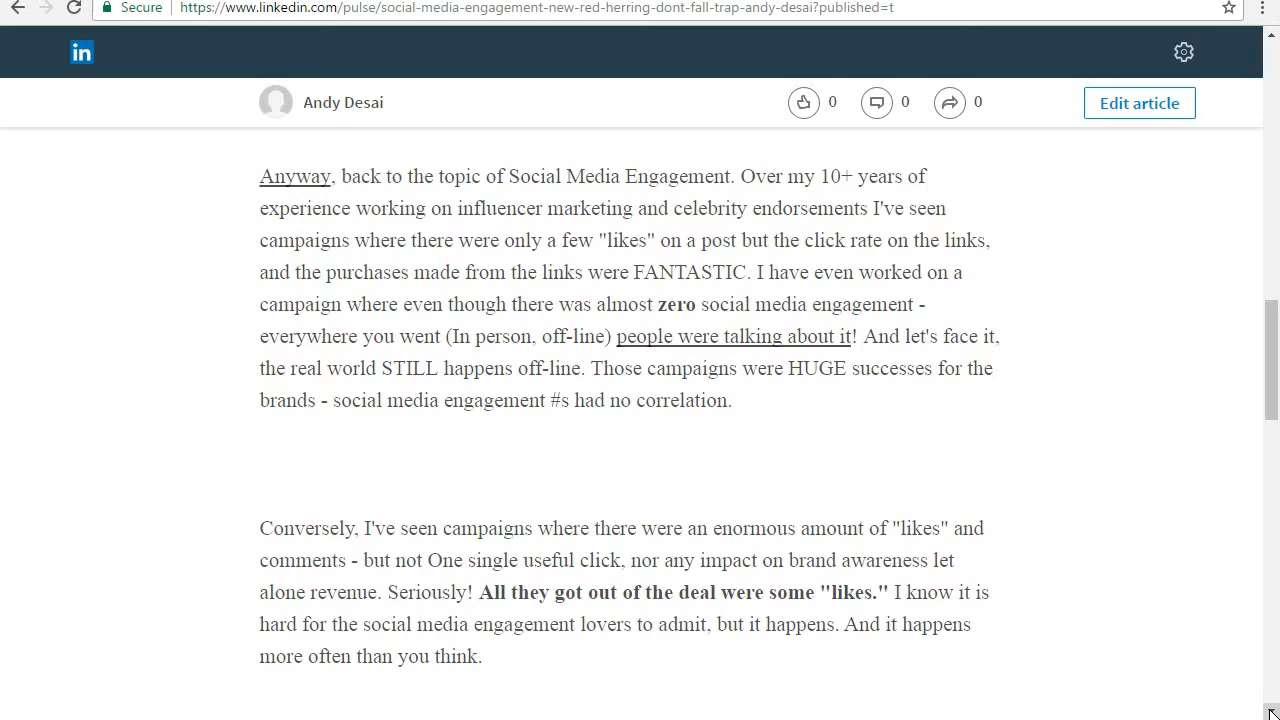 Secure https://www.linkedin.com/pulse/social-media-engagement-new-red-herring-dont-fall-trap-andy-desai?published=t
in
Andy Desai 0 0 0 Edit article
Anyway, back to the topic of Social Media Engagement. Over my 10+ years of
experience working on influencer marketing and celebrity endorsements I've seen
campaigns where there were only a few "likes" on a post but the click rate on the links,
and the purchases made from the links were FANTASTIC. I have even worked on a
campaign where even though there was almost zero social media engagement -
everywhere you went (In person, off-line) people were talking about it! And let's face it,
the real world STILL happens off-line. Those campaigns were HUGE successes for the
brands - social media engagement #s had no correlation.
Conversely, I've seen campaigns where there were an enormous amount of "likes" and
comments - but not One single useful click, nor any impact on brand awareness let
alone revenue. Seriously! All they got out of the deal were some "likes." I know it is
hard for the social media engagement lovers to admit, but it happens. And it happens
more often than you think.